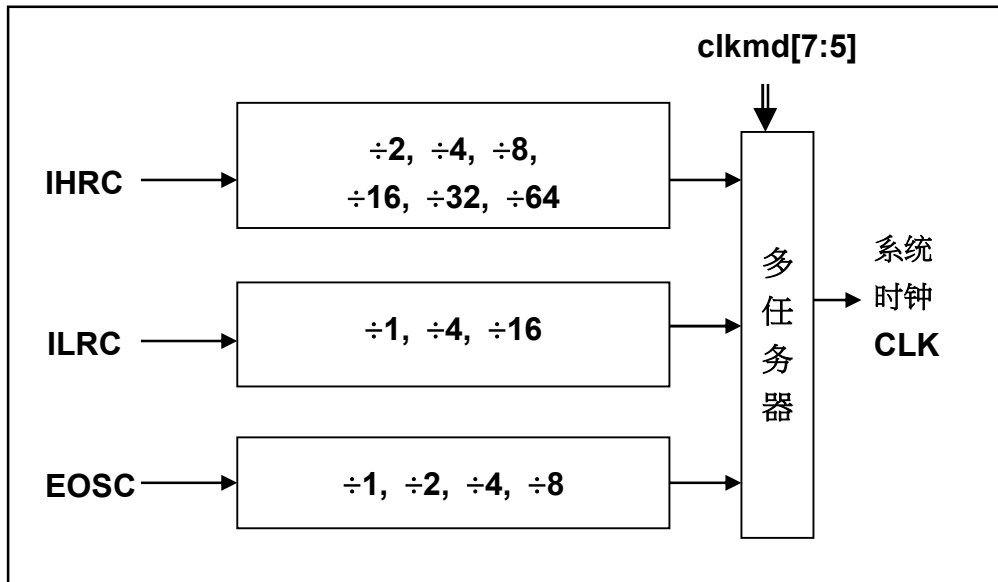 clkmd[7:5]
IHRC
÷2, ÷4, ÷8,
÷16, ÷32, ÷64
ILRC
÷1, ÷4, ÷16
EOSC
÷1, ÷2, ÷4, ÷8
多
任
务
器
系统
时钟
CLK